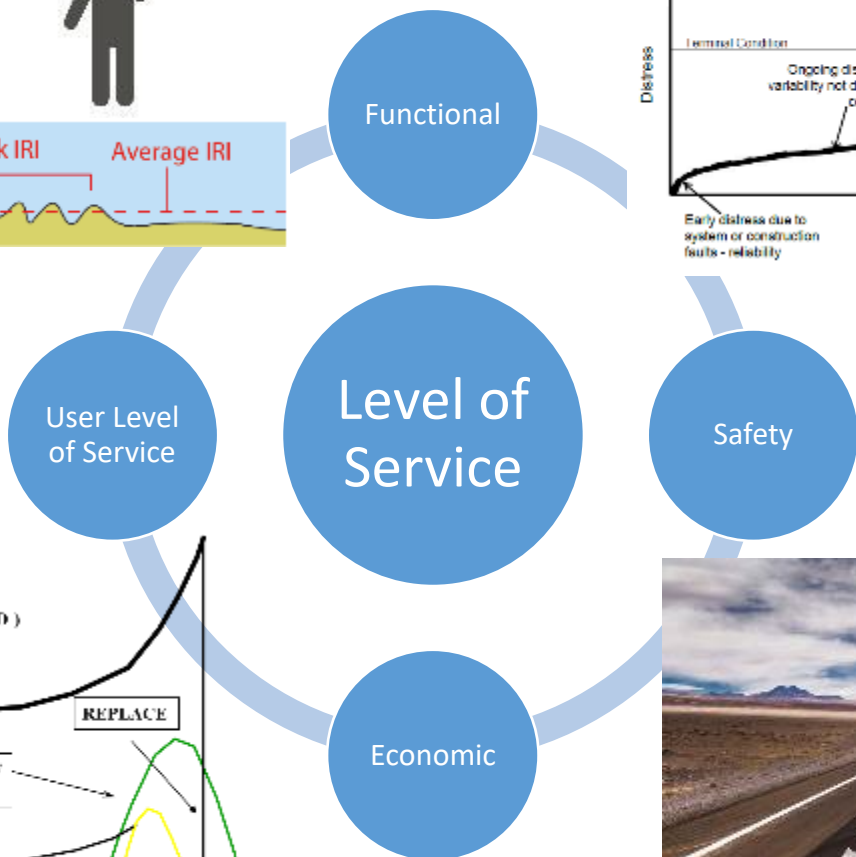 Functional
Terminal Condition
Distress
Ongoing
variability not
Early distress due to
system or construction
faults - reliability
IRI
Average IRI
Level of
Service
User Level
of Service
Safety
REPLACE
Economic